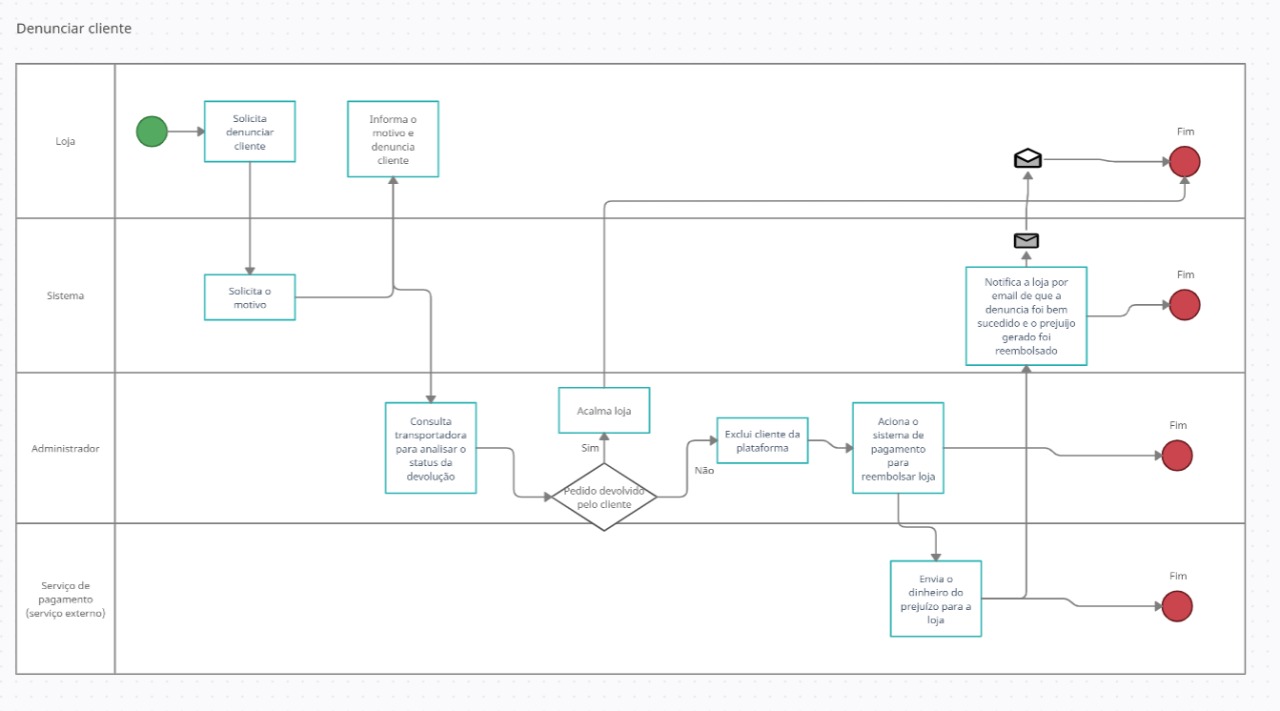 Denunciar cliente
Loja
Solicita
denunciar
cliente
Informa o
motivo e
denuncia
cliente
Fim
Sistema
Solicita o
motivo
Notifica a loja por
email de que a
denuncia foi bem
sucedido e o prejuíjo
gerado foi
reembolsado
Fim
Administrador
Consulta
transportadora
para analisar o
status da
devolução
Acalma loja
Sim
Pedido devolvido
pelo cliente
Não
Exclui cliente da
plataforma
Aciona o
sistema de
pagamento
para
reembolsar loja
Fim
Serviço de
pagamento
(serviço externo)
Envia o
dinheiro do
prejuízo para a
loja
Fim